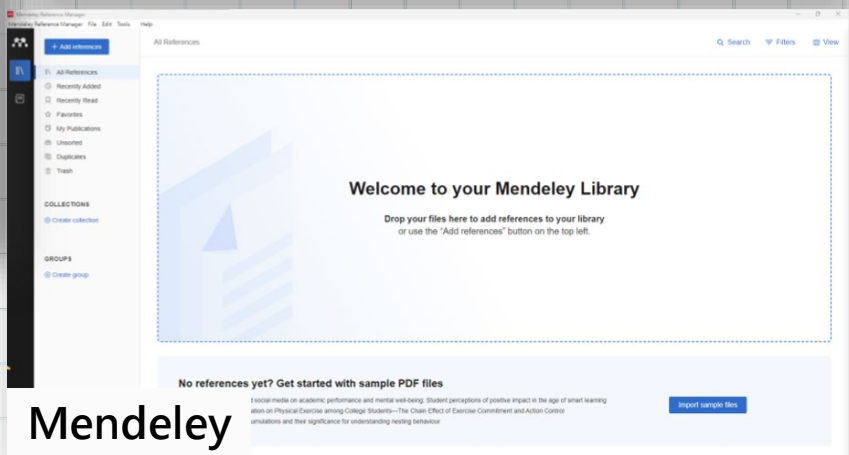 Mendeley Reference Manager
Mendeley Reference Manager File Edit Tools Help
+ Add references
All References
Search
Filters
View
All References
Recently Added
Recently Read
Favorites
My Publications
Unsorted
Duplicates
Trash
COLLECTIONS
Create collection
GROUPS
Create group
Welcome to your Mendeley Library
Drop your files here to add references to your library
or use the "Add references" button on the top left.
No references yet? Get started with sample PDF files
social media on academic performance and mental well-being: Student perceptions of positive impact in the age of smart learning
on Physical Exercise among College Students—The Chain Effect of Exercise Commitment and Action Control
and their significance for understanding nesting behaviour
Import sample files
Mendeley